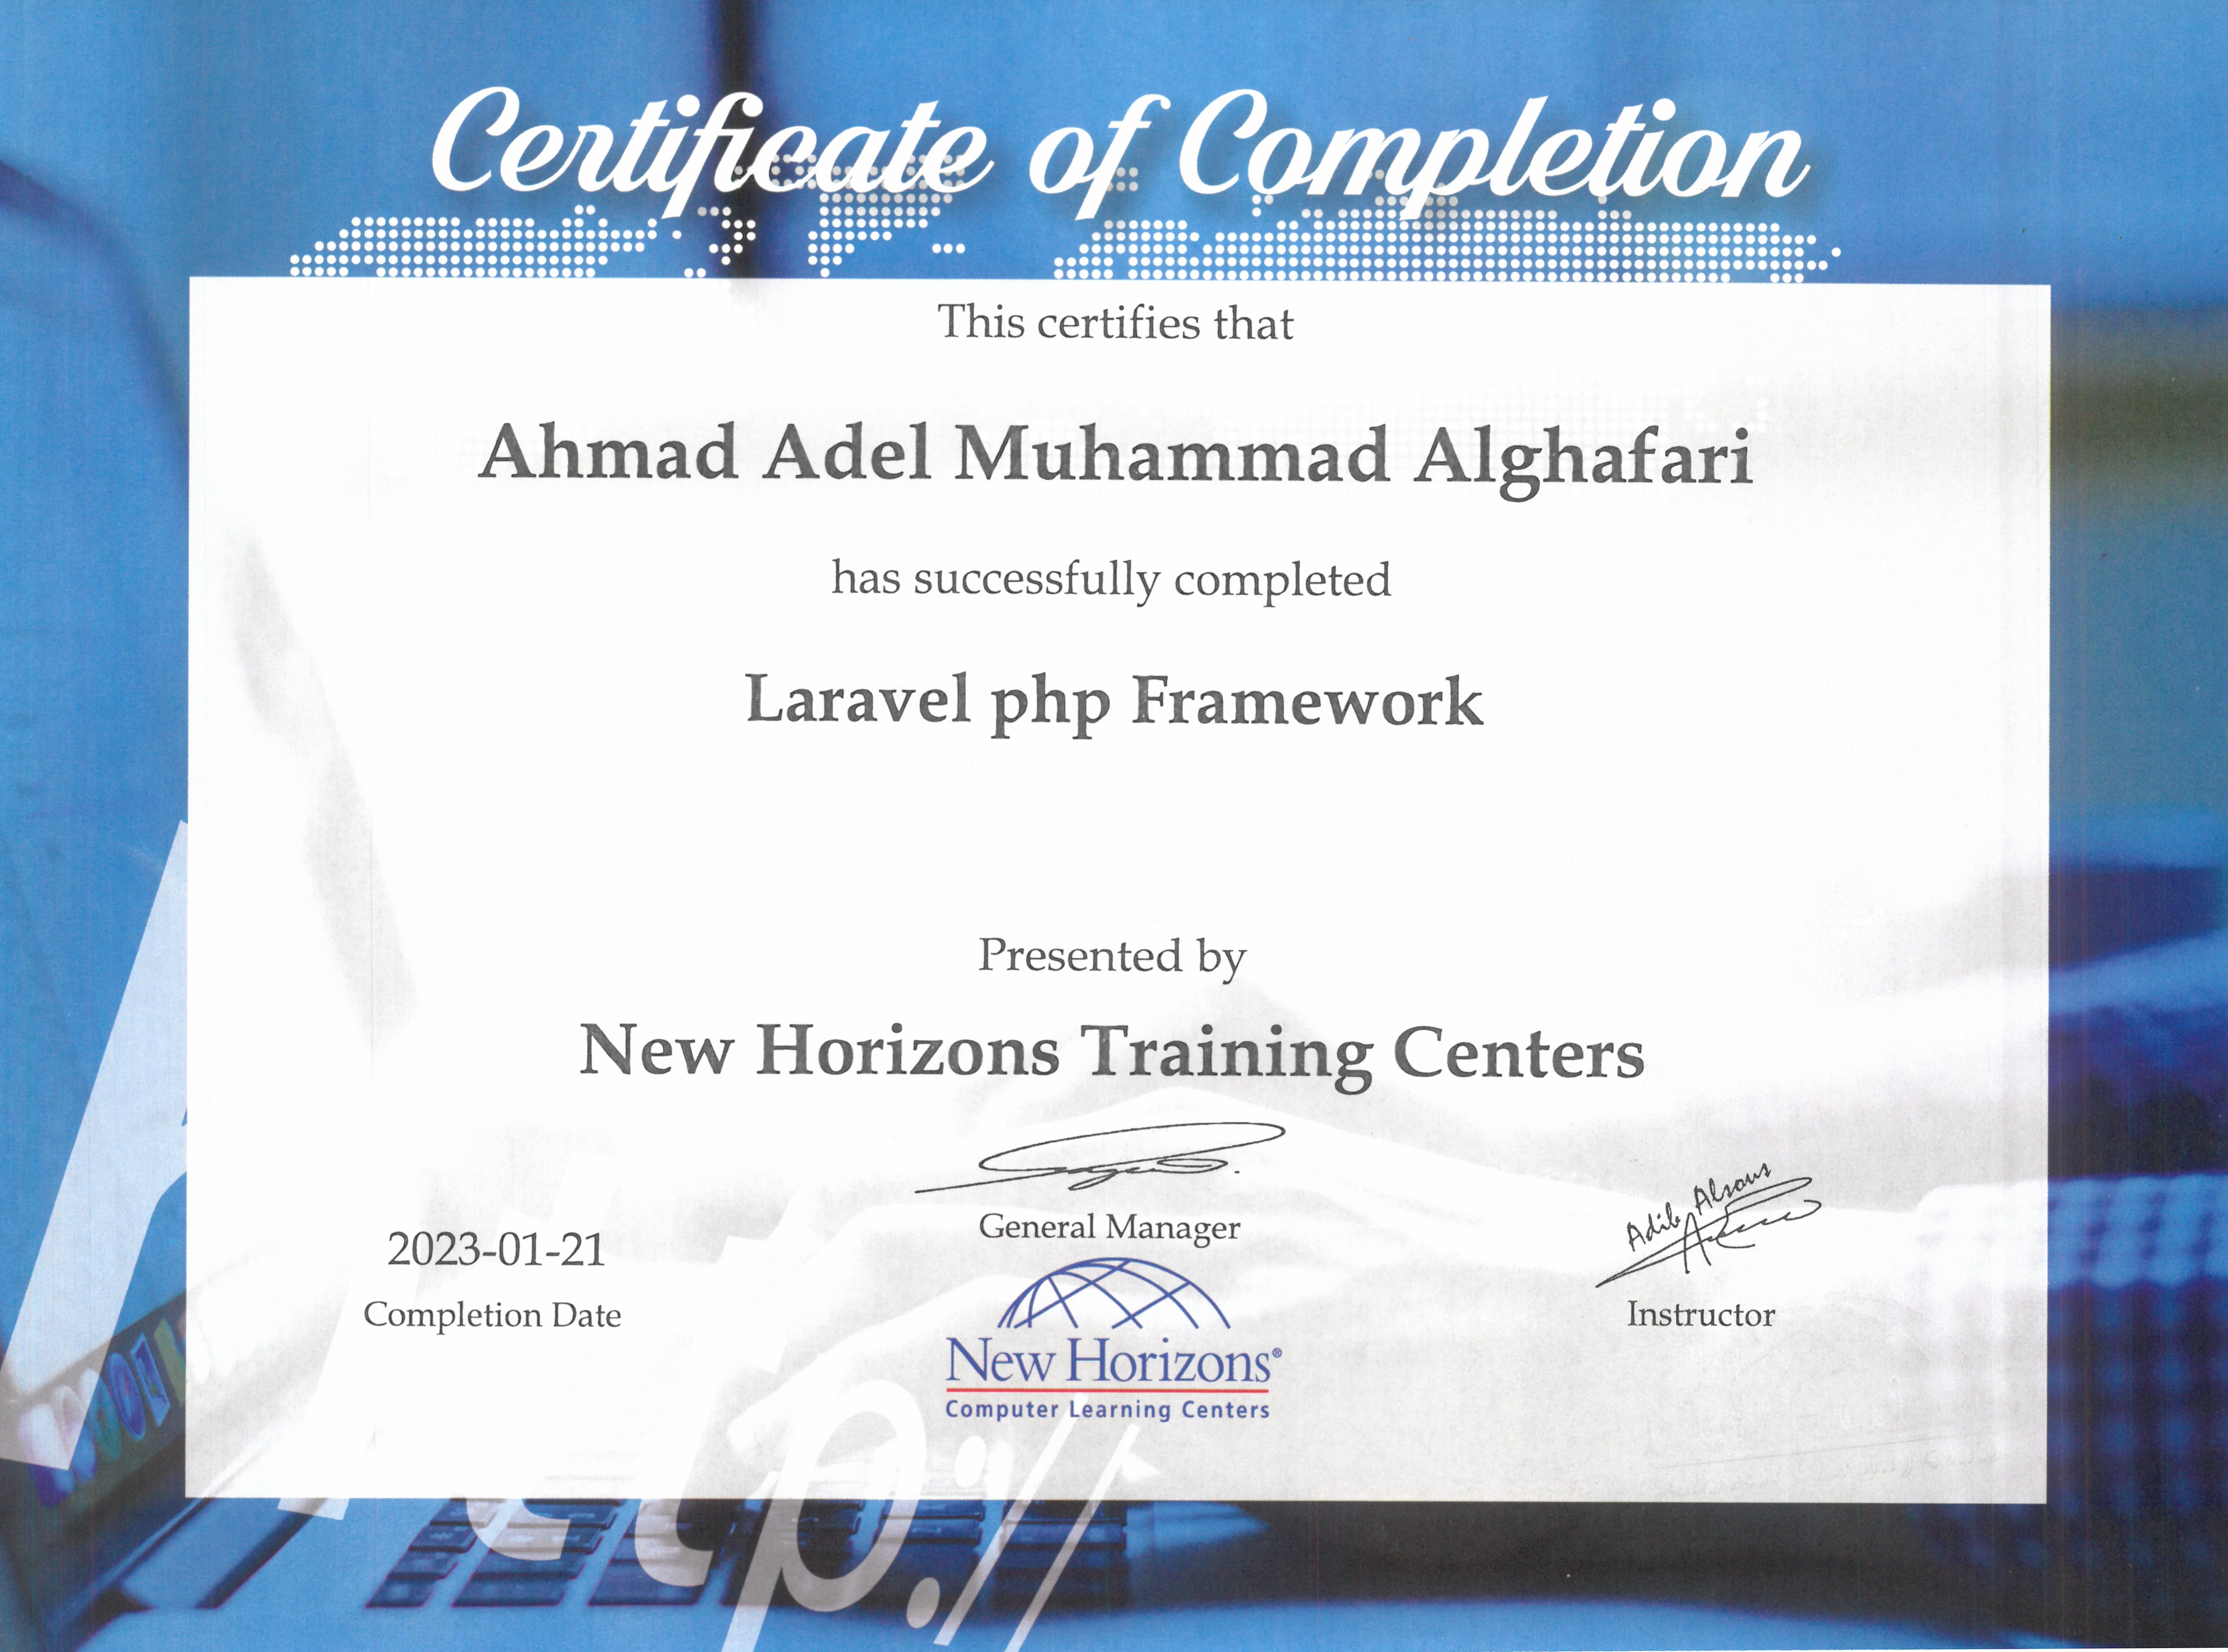 Certificate of Completion
This certifies that
Ahmad Adel Muhammad Alghafari
has successfully completed
Laravel php Framework
Presented by
New Horizons Training Centers
General Manager
2023-01-21
Completion Date
Adib Alsous
Instructor
New Horizons®
Computer Learning Centers